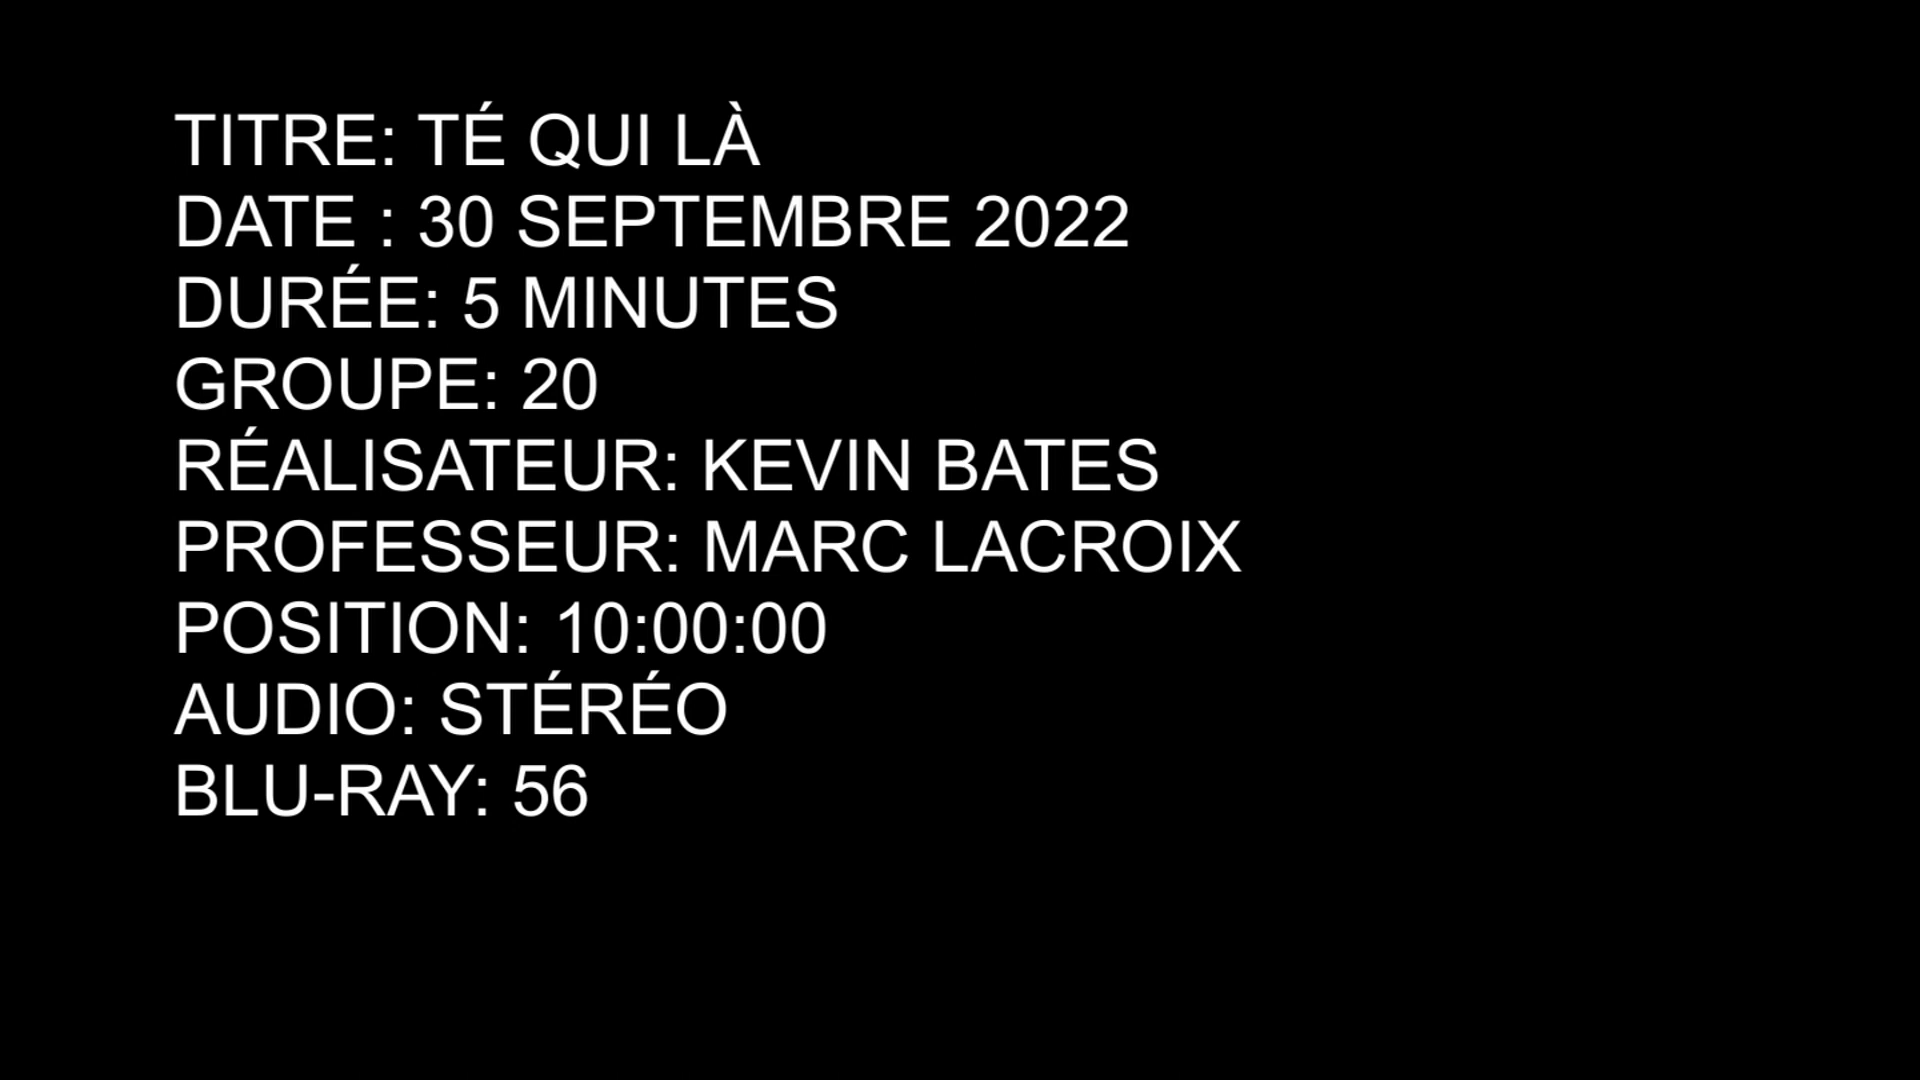 TITRE: TÉ QUI LÀ
DATE : 30 SEPTEMBRE 2022
DURÉE: 5 MINUTES
GROUPE: 20
RÉALISATEUR: KEVIN BATES
PROFESSEUR: MARC LACROIX
POSITION: 10:00:00
AUDIO: STÉRÉO
BLU-RAY: 56